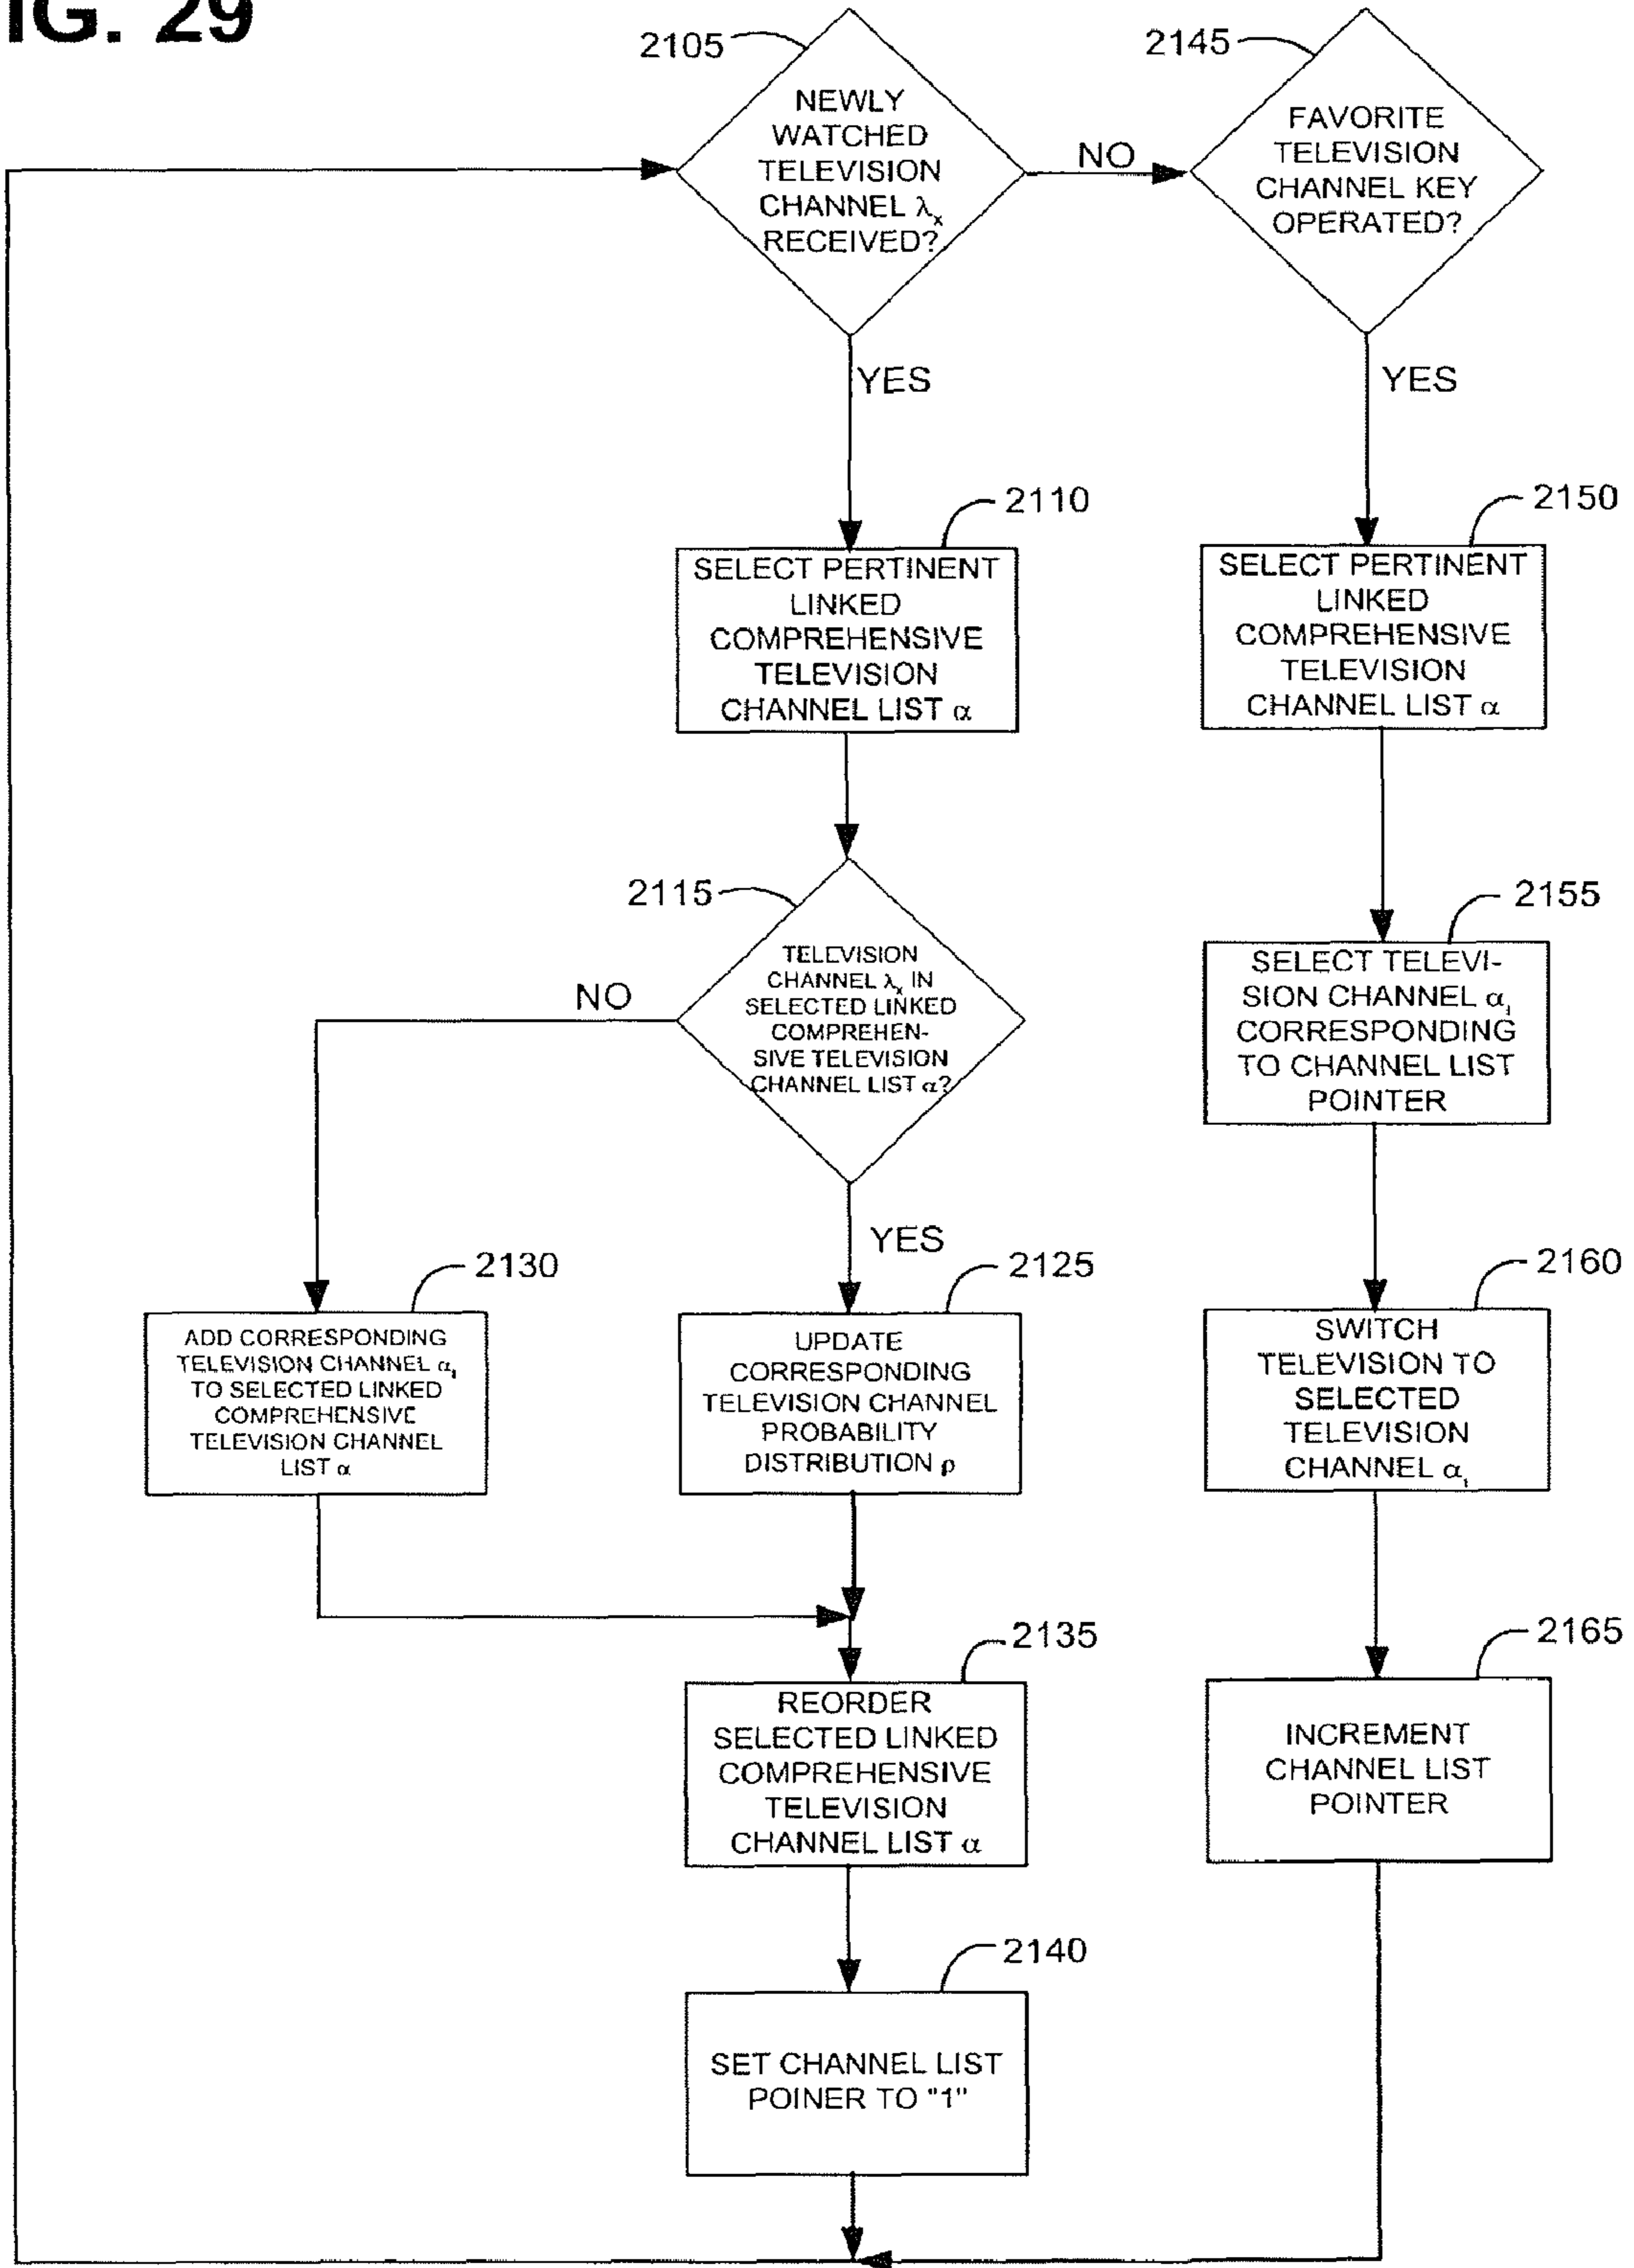 IG. 29
2105
NEWLY
WATCHED
TELEVISION
CHANNEL λx
RECEIVED?
NO
2145
FAVORITE
TELEVISION
CHANNEL KEY
OPERATED?
YES
YES
2110
SELECT PERTINENT
LINKED
COMPREHENSIVE
TELEVISION
CHANNEL LIST α
2150
SELECT PERTINENT
LINKED
COMPREHENSIVE
TELEVISION
CHANNEL LIST α
2115
TELEVISION
CHANNEL λx IN
SELECTED LINKED
COMPREHEN-
SIVE TELEVISION
CHANNEL LIST α?
NO
YES
2155
SELECT TELEVI-
SION CHANNEL αi
CORRESPONDING
TO CHANNEL LIST
POINTER
2130
ADD CORRESPONDING
TELEVISION CHANNEL αi
TO SELECTED LINKED
COMPREHENSIVE
TELEVISION CHANNEL
LIST α
2125
UPDATE
CORRESPONDING
TELEVISION CHANNEL
PROBABILITY
DISTRIBUTION ρ
2160
SWITCH
TELEVISION TO
SELECTED
TELEVISION
CHANNEL αi
2135
REORDER
SELECTED LINKED
COMPREHENSIVE
TELEVISION
CHANNEL LIST α
2165
INCREMENT
CHANNEL LIST
POINTER
2140
SET CHANNEL LIST
POINER TO "1"